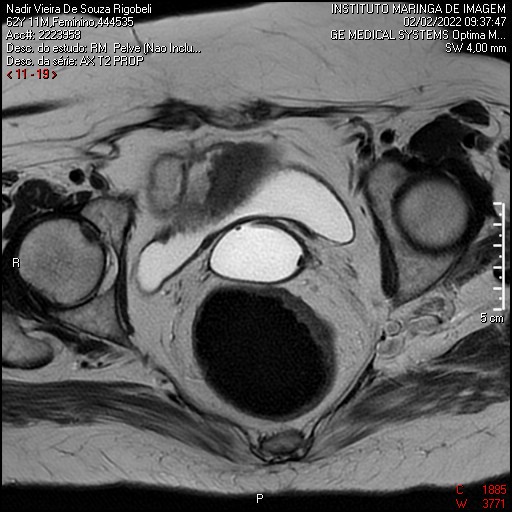 Nadir Vieira De Souza Rigobeli
62Y 11M,Feminino,444535
Acc#: 2223953
Desc. do estudo: RM Pelve (Nao Inclu...
Desc. da série: AX T2 PROP
< 11 - 19 >
INSTITUTO MARINGA DE IMAGEM
02/02/2022 09:37:47
GE MEDICAL SYSTEMS Optima M...
SW 4,00 mm
R
5 cm
P
C 1885
W 3771